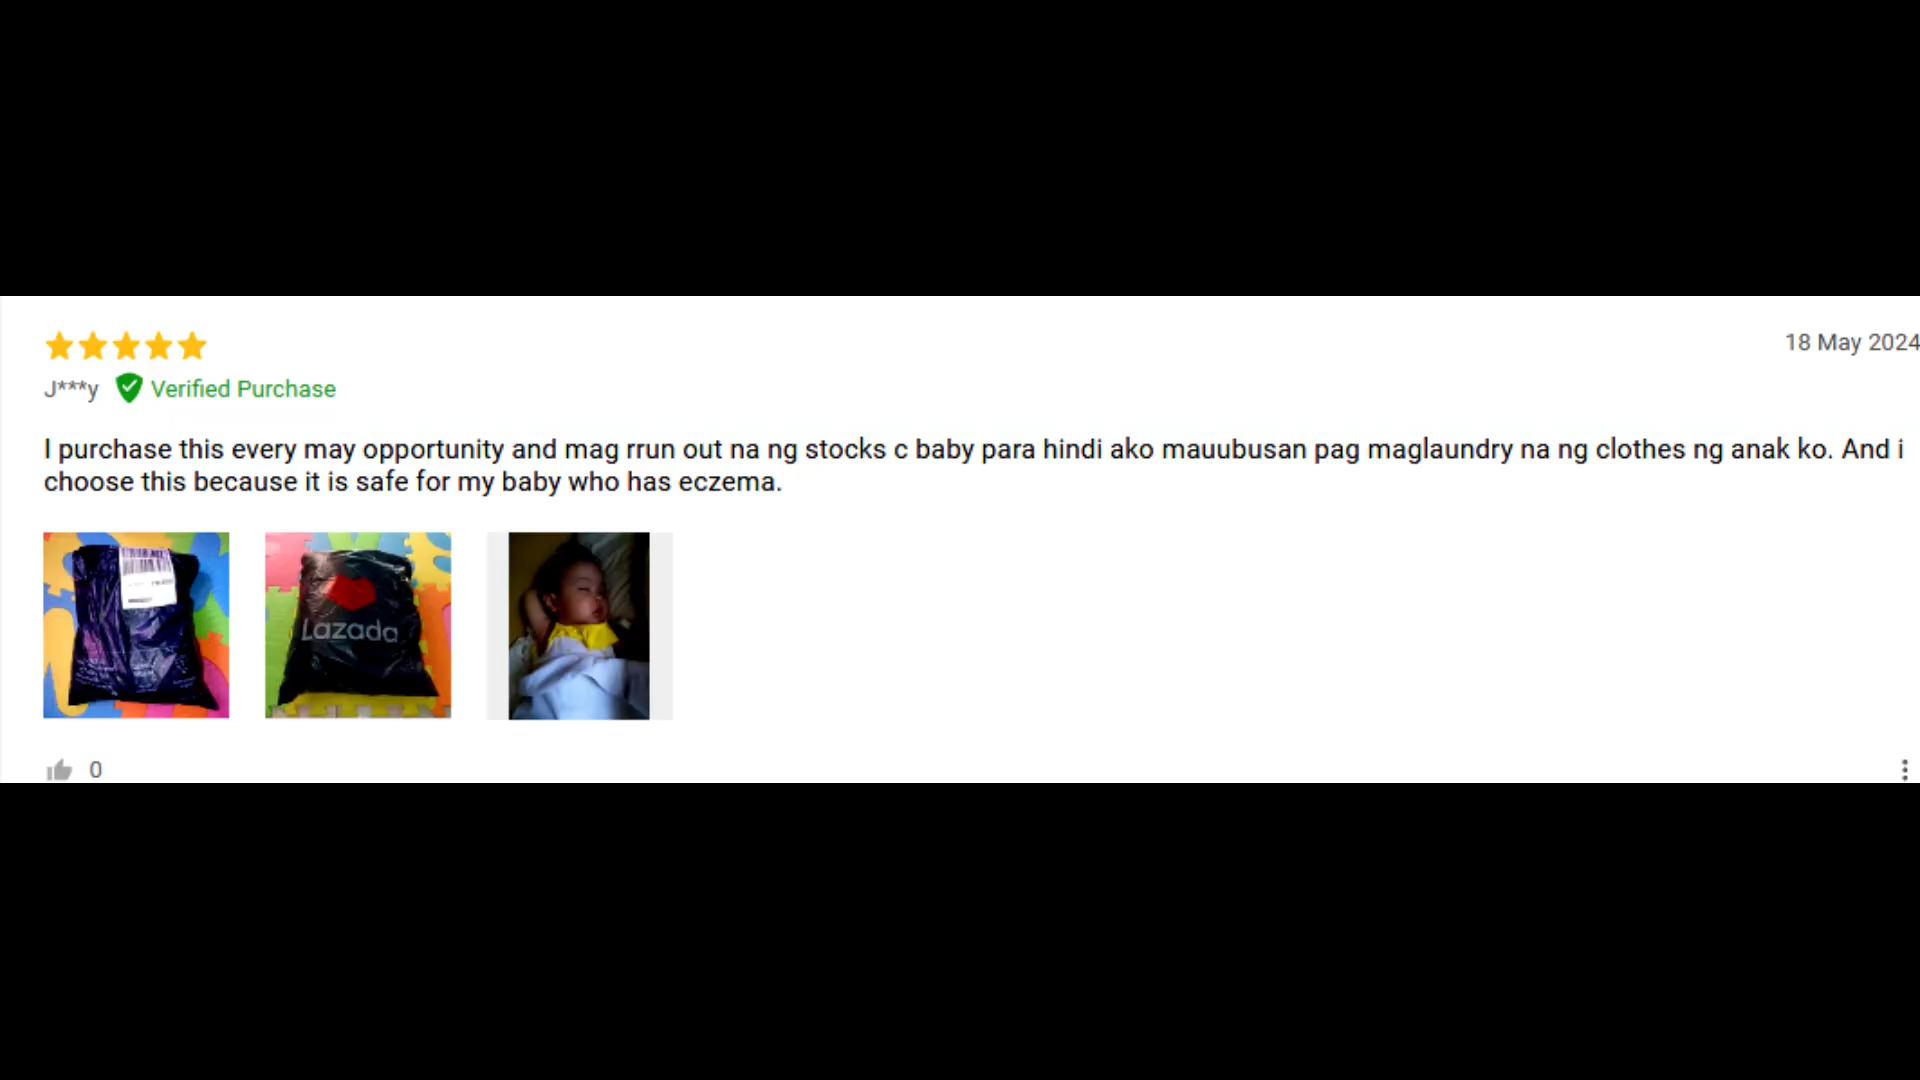 18 May 2024
J***y Verified Purchase
I purchase this every may opportunity and mag rrun out na ng stocks c baby para hindi ako mauubusan pag maglaundry na ng clothes ng anak ko. And i
choose this because it is safe for my baby who has eczema.
Lazada
0